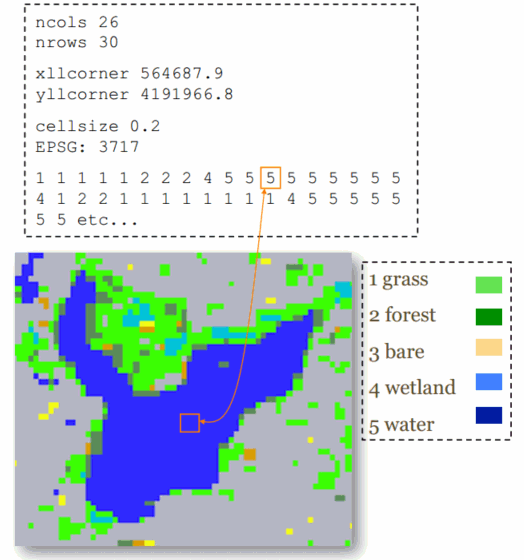 ncols 26
nrows 30
xllcorner 564687.9
yllcorner 4191966.8
cellsize 0.2
EPSG: 3717
1 1 1 1 1 2 2 2 4 5 5 5 5 5 5 5 5 5
4 1 2 2 1 1 1 1 1 1 1 1 4 5 5 5 5 5
5 5 etc...
1 grass
2 forest
3 bare
4 wetland
5 water